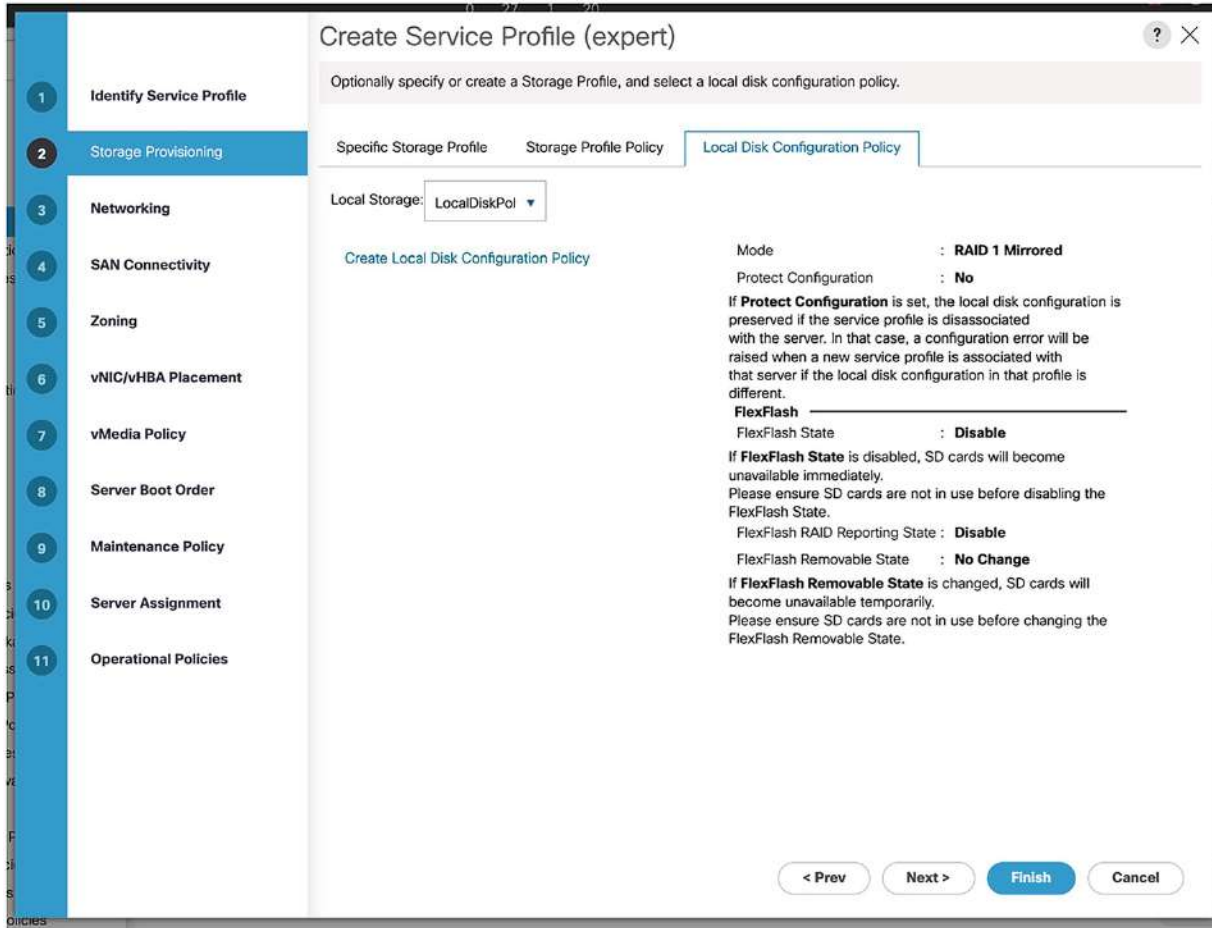 0 27 1 20
Create Service Profile (expert)
?
Optionally specify or create a Storage Profile, and select a local disk configuration policy.
1 Identify Service Profile
2 Storage Provisioning
3 Networking
4 SAN Connectivity
5 Zoning
6 vNIC/vHBA Placement
7 vMedia Policy
8 Server Boot Order
9 Maintenance Policy
10 Server Assignment
11 Operational Policies
Specific Storage Profile Storage Profile Policy Local Disk Configuration Policy
Local Storage: LocalDiskPol
Create Local Disk Configuration Policy
Mode : RAID 1 Mirrored
Protect Configuration : No
If Protect Configuration is set, the local disk configuration is
preserved if the service profile is disassociated
with the server. In that case, a configuration error will be
raised when a new service profile is associated with
that server if the local disk configuration in that profile is
different.
FlexFlash
FlexFlash State : Disable
If FlexFlash State is disabled, SD cards will become
unavailable immediately.
Please ensure SD cards are not in use before disabling the
FlexFlash State.
FlexFlash RAID Reporting State : Disable
FlexFlash Removable State : No Change
If FlexFlash Removable State is changed, SD cards will
become unavailable temporarily.
Please ensure SD cards are not in use before changing the
FlexFlash Removable State.
< Prev Next > Finish Cancel